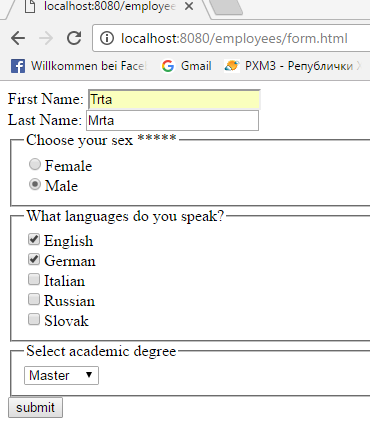 localhost:8080/employee
localhost:8080/employees/form.html
Willkommen bei Facel Gmail РХМЗ - Републички
First Name: Trta
Last Name: Mrta
Choose your sex *****
Female
Male
What languages do you speak?
English
German
Italian
Russian
Slovak
Select academic degree
Master
submit